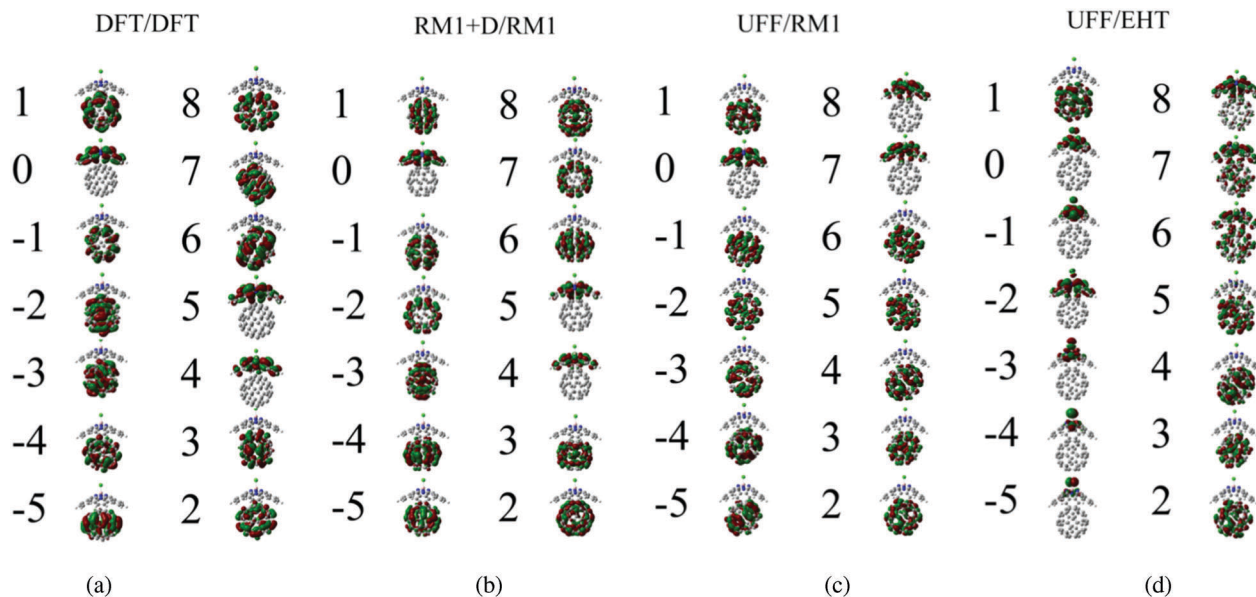 DFT/DFT RM1+D/RM1 UFF/RM1 UFF/EHT
1 8 1 8 1 8 1 8
0 7 0 7 0 7 0 7
-1 6 -1 6 -1 6 -1 6
-2 5 -2 5 -2 5 -2 5
-3 4 -3 4 -3 4 -3 4
-4 3 -4 3 -4 3 -4 3
-5 2 -5 2 -5 2 -5 2
(a) (b) (c) (d)